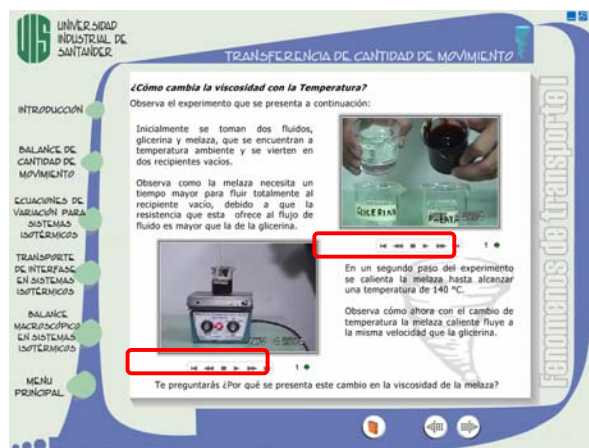 UNIVERSIDAD
INDUSTRIAL DE
SANTANDER
TRANSFERENCIA DE CANTIDAD DE MOVIMIENTO
INTRODUCCIÓN
BALANCE DE
CANTIDAD DE
MOVIMIENTO
ECUACIONES DE
VARIACIÓN PARA
SISTEMAS
ISOTÉRMICOS
TRANSPORTE
DE INTERFASE
EN SISTEMAS
ISOTÉRMICOS
BALANCE
MACROSCÓPICO
EN SISTEMAS
ISOTÉRMICOS
MENU
PRINCIPAL
¿Cómo cambia la viscosidad con la Temperatura?
Observa el experimento que se presenta a continuación:
Inicialmente se toman dos fluidos,
glicerina y melaza, que se encuentran a
temperatura ambiente y se vierten en
dos recipientes vacíos.
Observa como la melaza necesita un
tiempo mayor para fluir totalmente al
recipiente vacío, debido a que la
resistencia que esta ofrece al flujo de
fluido es mayor que la de la glicerina.
GLICERINA
1
En un segundo paso del experimento
se calienta la melaza hasta alcanzar
una temperatura de 140 °C.
Observa cómo ahora con el cambio de
temperatura la melaza caliente fluye a
la misma velocidad que la glicerina.
1
Te preguntarás ¿Por qué se presenta este cambio en la viscosidad de la melaza?
Fenomenos de transporte I